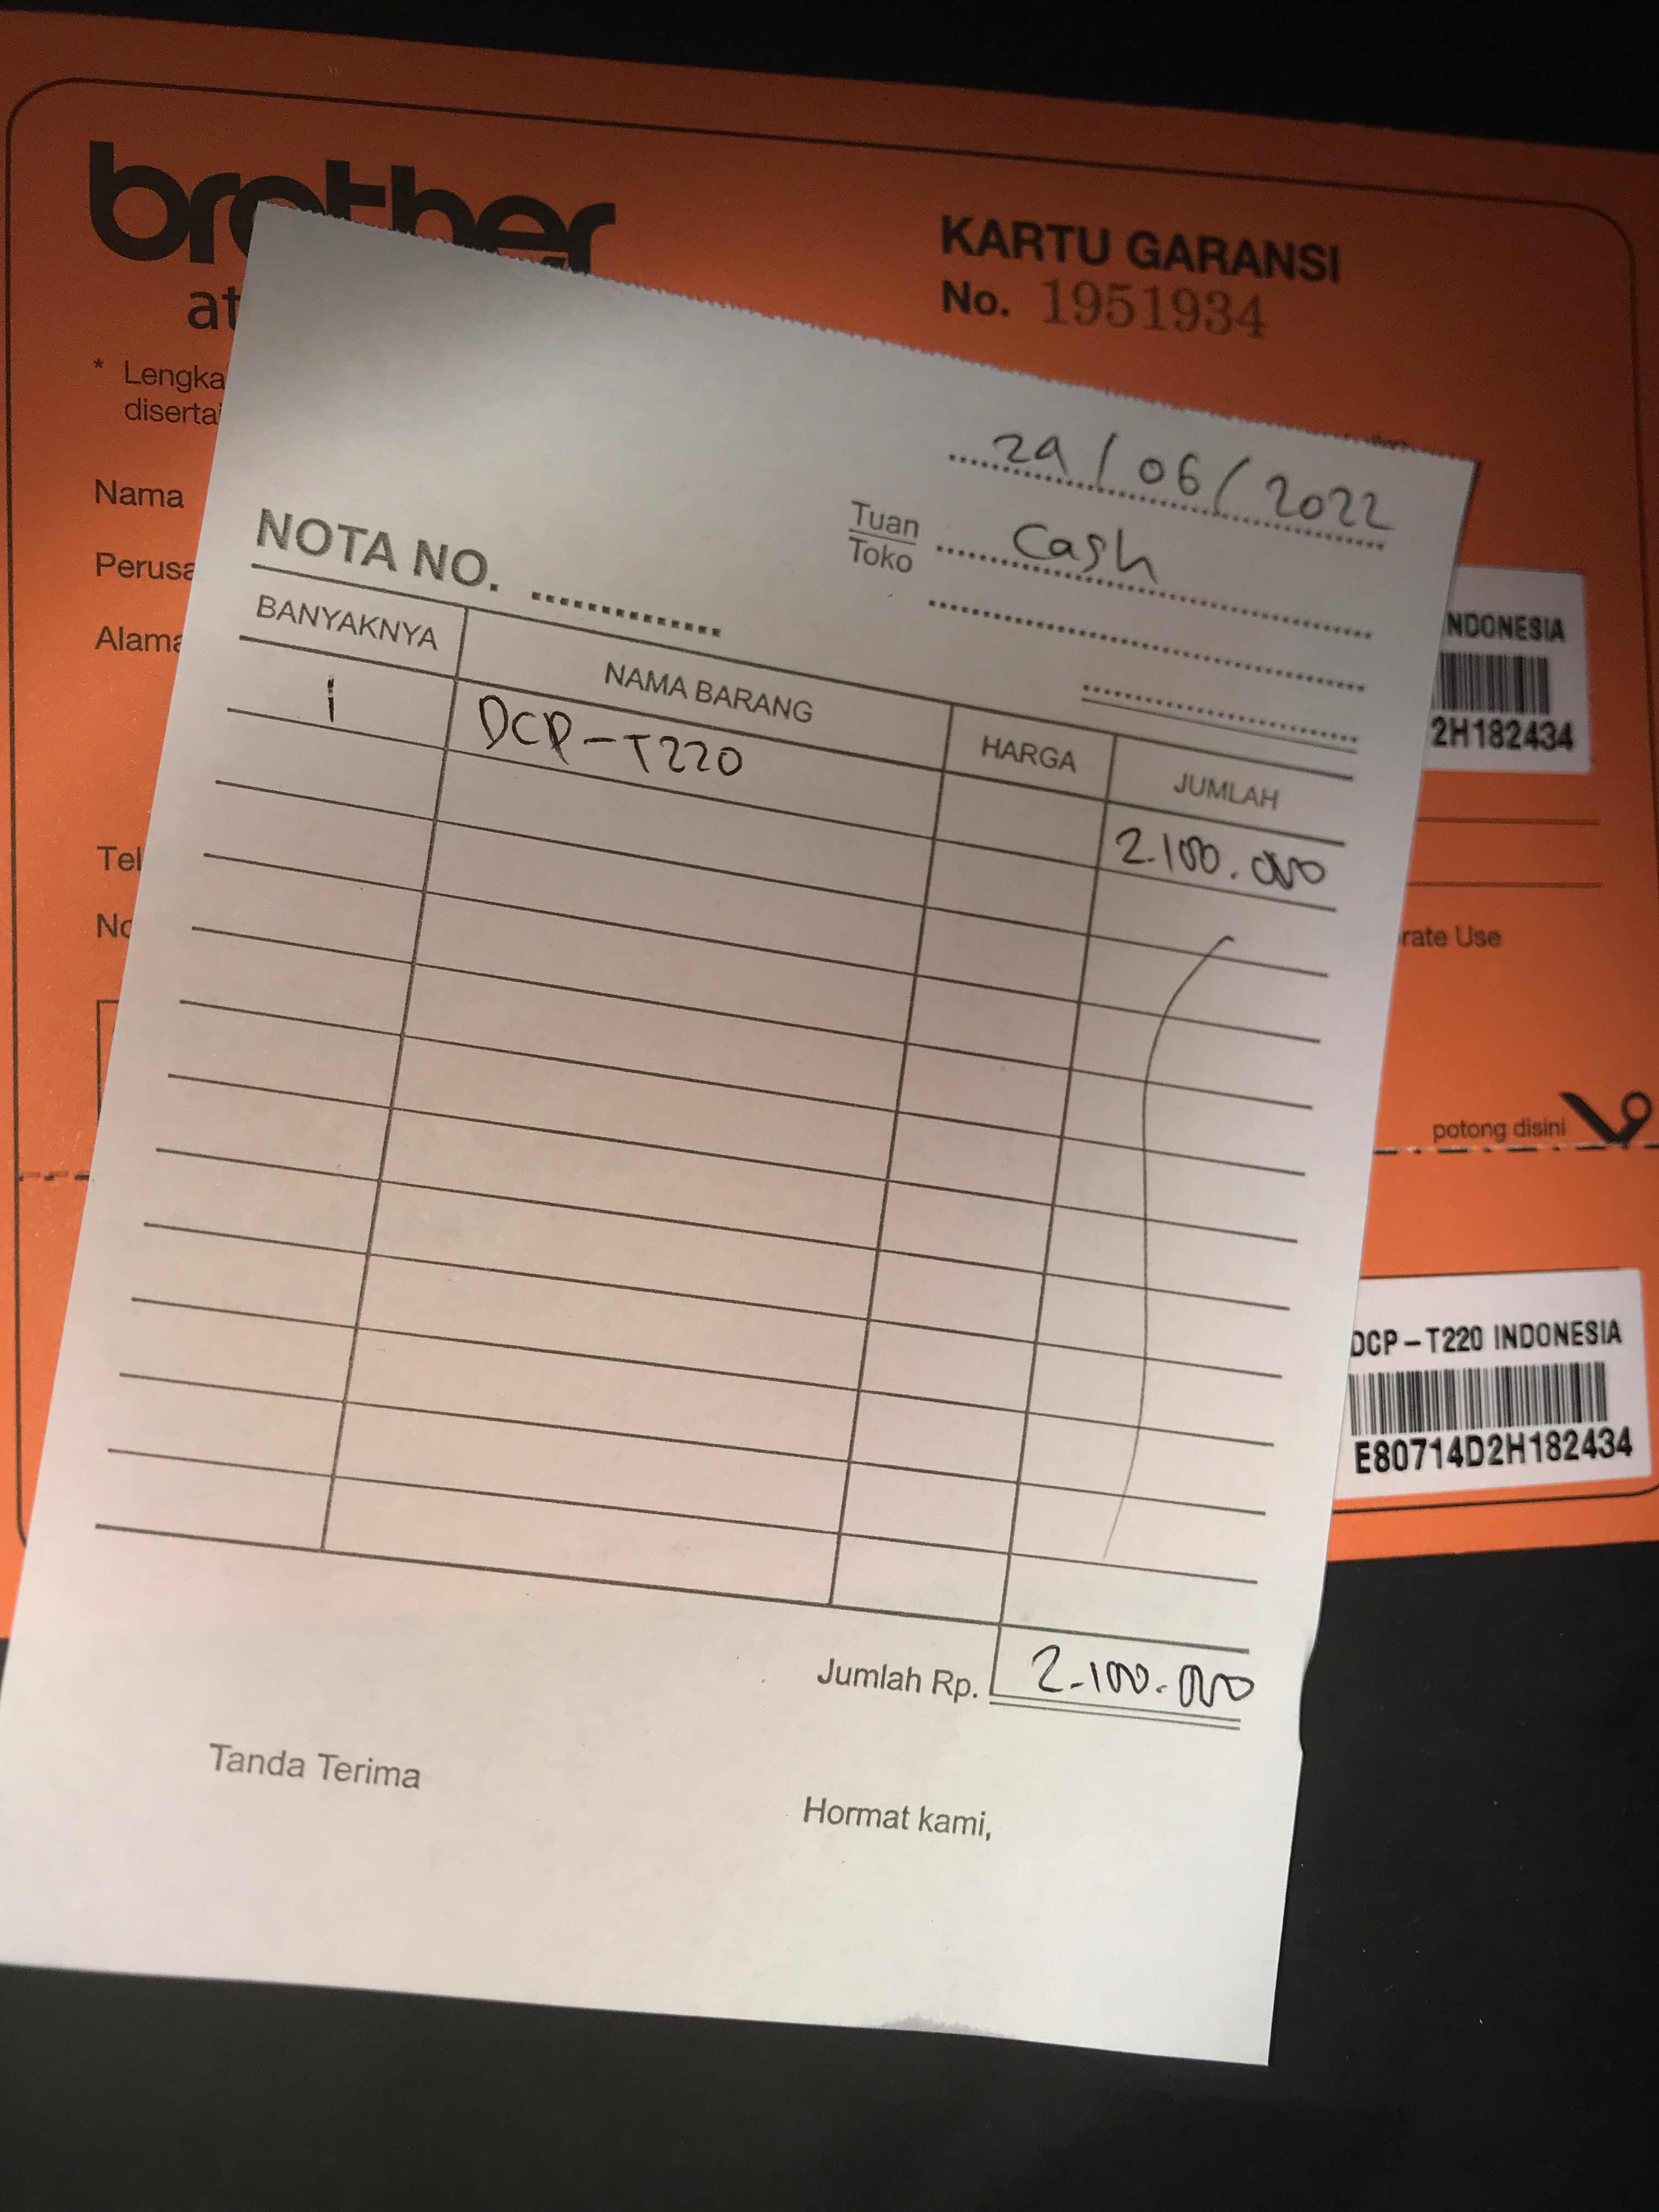 brother
at
KARTU GARANSI
No. 1951934
* Lengka
disertai
Nama
Perusa
Alama
Tel
No
29/06/2022
Tuan
Toko
Cash
NOTA NO.
BANYAKNYA NAMA BARANG HARGA JUMLAH
1 DCP-T220 2.100.000
Jumlah Rp. 2.100.000
Tanda Terima
Hormat kami,
NDONESIA
2H182434
rate Use
potong disini
DCP-T220 INDONESIA
E80714D2H182434